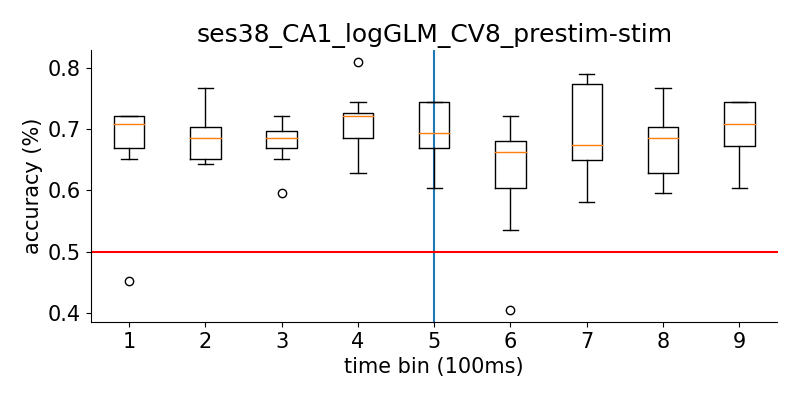 ses38_CA1_logGLM_CV8_prestim-stim
accuracy (%)
0.8
0.7
0.6
0.5
0.4
1 2 3 4 5 6 7 8 9
time bin (100ms)